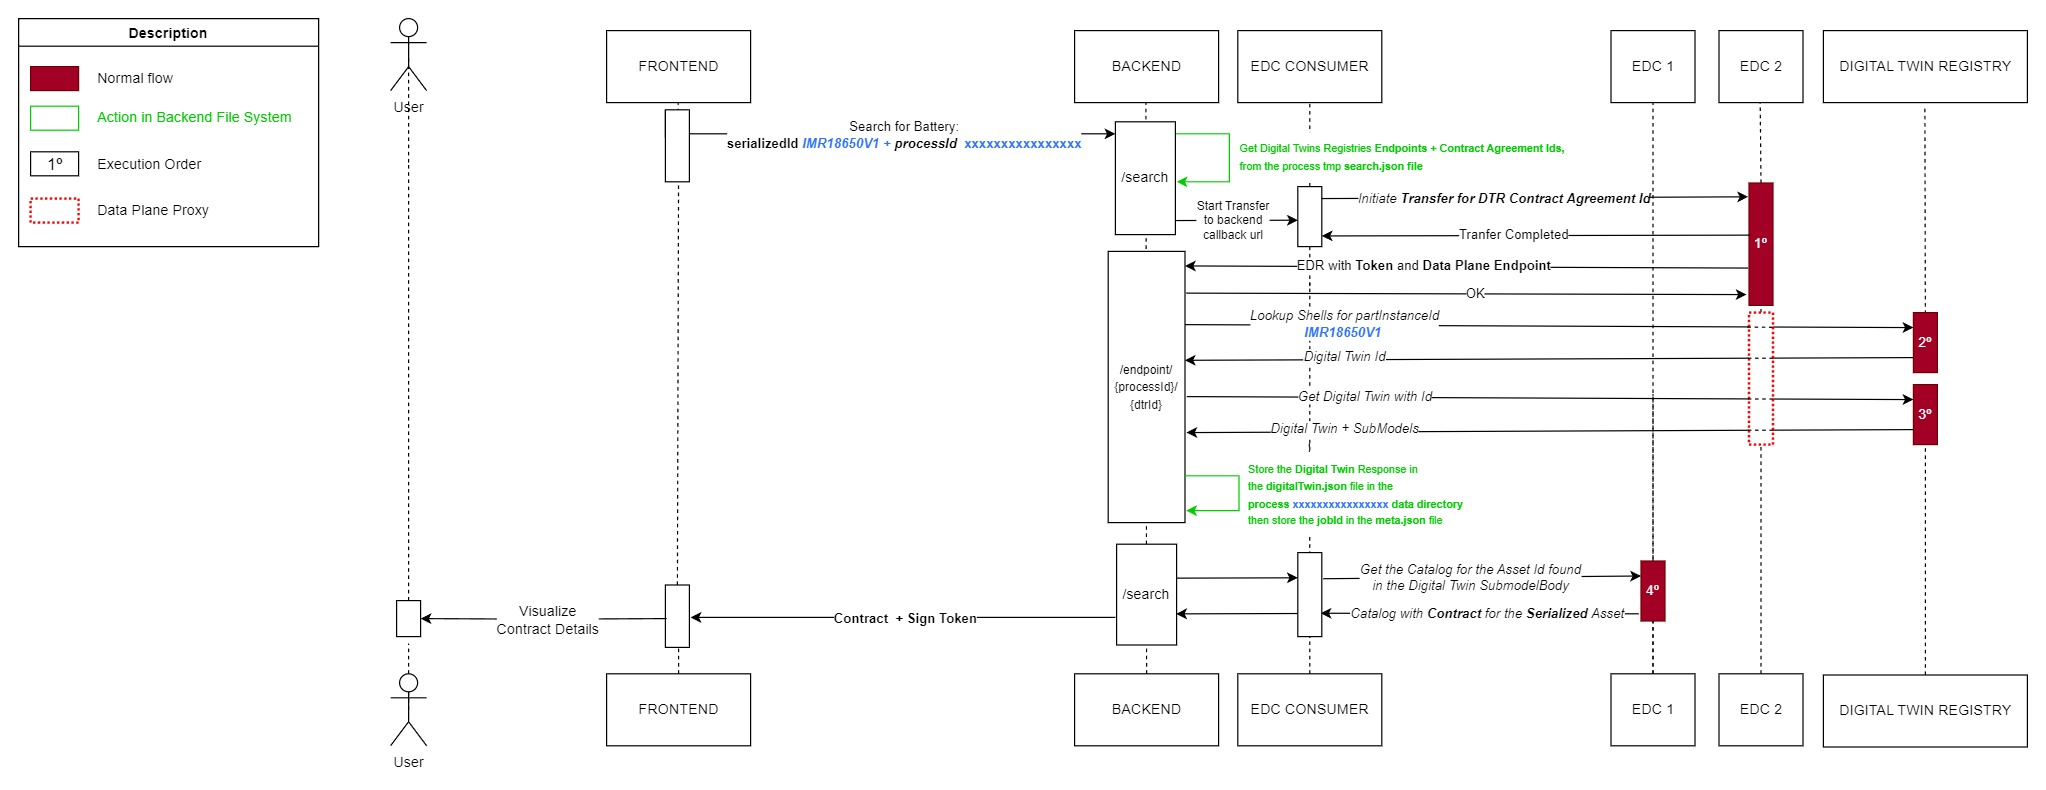 Description
Normal flow
Action in Backend File System
1º
Execution Order
Data Plane Proxy
User
FRONTEND
BACKEND
EDC CONSUMER
EDC 1
EDC 2
DIGITAL TWIN REGISTRY
Search for Battery:
serializedId IMR18650V1 + processId xxxxxxxxxxxxxxxx
/search
Get Digital Twins Registries Endpoints + Contract Agreement Ids,
from the process tmp search.json file
Start Transfer
to backend
callback url
Initiate Transfer for DTR Contract Agreement Id
Tranfer Completed
1º
EDR with Token and Data Plane Endpoint
OK
Lookup Shells for partInstanceId
IMR18650V1
2º
Digital Twin Id
/endpoint/
{processId}/
{dtrId}
Get Digital Twin with Id
3º
Digital Twin + SubModels
Store the Digital Twin Response in
the digitalTwin.json file in the
process xxxxxxxxxxxxxxxx data directory
then store the jobId in the meta.json file
/search
Get the Catalog for the Asset Id found
in the Digital Twin SubmodelBody
4º
Catalog with Contract for the Serialized Asset
Contract + Sign Token
Visualize
Contract Details
User
FRONTEND
BACKEND
EDC CONSUMER
EDC 1
EDC 2
DIGITAL TWIN REGISTRY